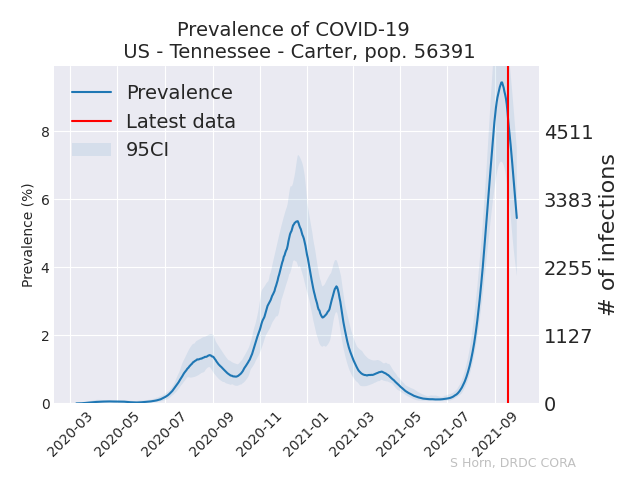 Prevalence of COVID-19
US - Tennessee - Carter, pop. 56391
Prevalence
Latest data
95CI
Prevalence (%)
8
6
4
2
0
4511
3383
2255
1127
0
# of infections
2020-03
2020-05
2020-07
2020-09
2020-11
2021-01
2021-03
2021-05
2021-07
2021-09
S Horn, DRDC CORA